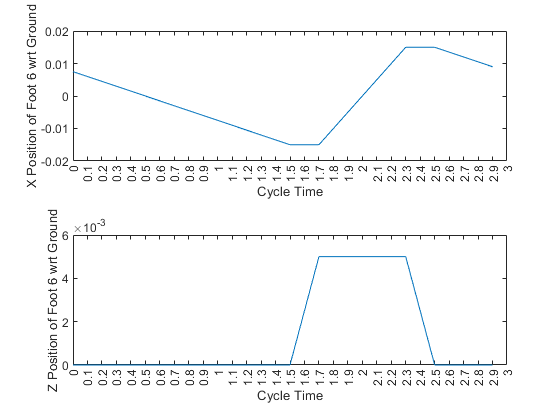 X Position of Foot 6 wrt Ground
0.02
0.01
0
-0.01
-0.02
0 0.1 0.2 0.3 0.4 0.5 0.6 0.7 0.8 0.9 1 1.1 1.2 1.3 1.4 1.5 1.6 1.7 1.8 1.9 2 2.1 2.2 2.3 2.4 2.5 2.6 2.7 2.8 2.9 3
Cycle Time
Z Position of Foot 6 wrt Ground
×10-3
6
4
2
0
0 0.1 0.2 0.3 0.4 0.5 0.6 0.7 0.8 0.9 1 1.1 1.2 1.3 1.4 1.5 1.6 1.7 1.8 1.9 2 2.1 2.2 2.3 2.4 2.5 2.6 2.7 2.8 2.9 3
Cycle Time